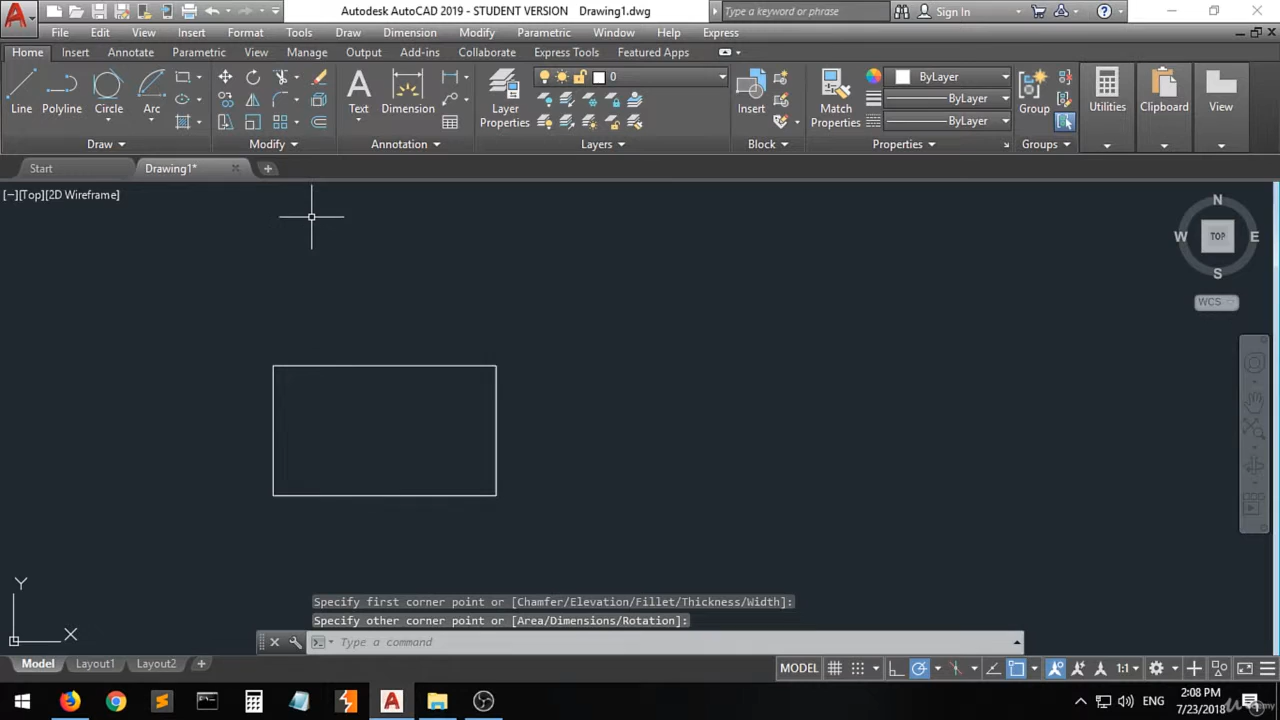 Autodesk AutoCAD 2019 - STUDENT VERSION Drawing1.dwg
Type a keyword or phrase
Sign In
File Edit View Insert Format Tools Draw Dimension Modify Parametric Window Help Express
Home Insert Annotate Parametric View Manage Output Add-ins Collaborate Express Tools Featured Apps
0
ByLayer
ByLayer
ByLayer
Line Polyline Circle Arc
Text Dimension
Layer Properties
Insert
Match Properties
Group
Utilities Clipboard View
Draw Modify Annotation Layers Block Properties Groups
Start Drawing1*
[−][Top][2D Wireframe]
N
W TOP E
S
WCS
Y
X
Specify first corner point or [Chamfer/Elevation/Fillet/Thickness/Width]:
Specify other corner point or [Area/Dimensions/Rotation]:
Type a command
Model Layout1 Layout2
MODEL 1:1
ENG
2:08 PM
7/23/2018